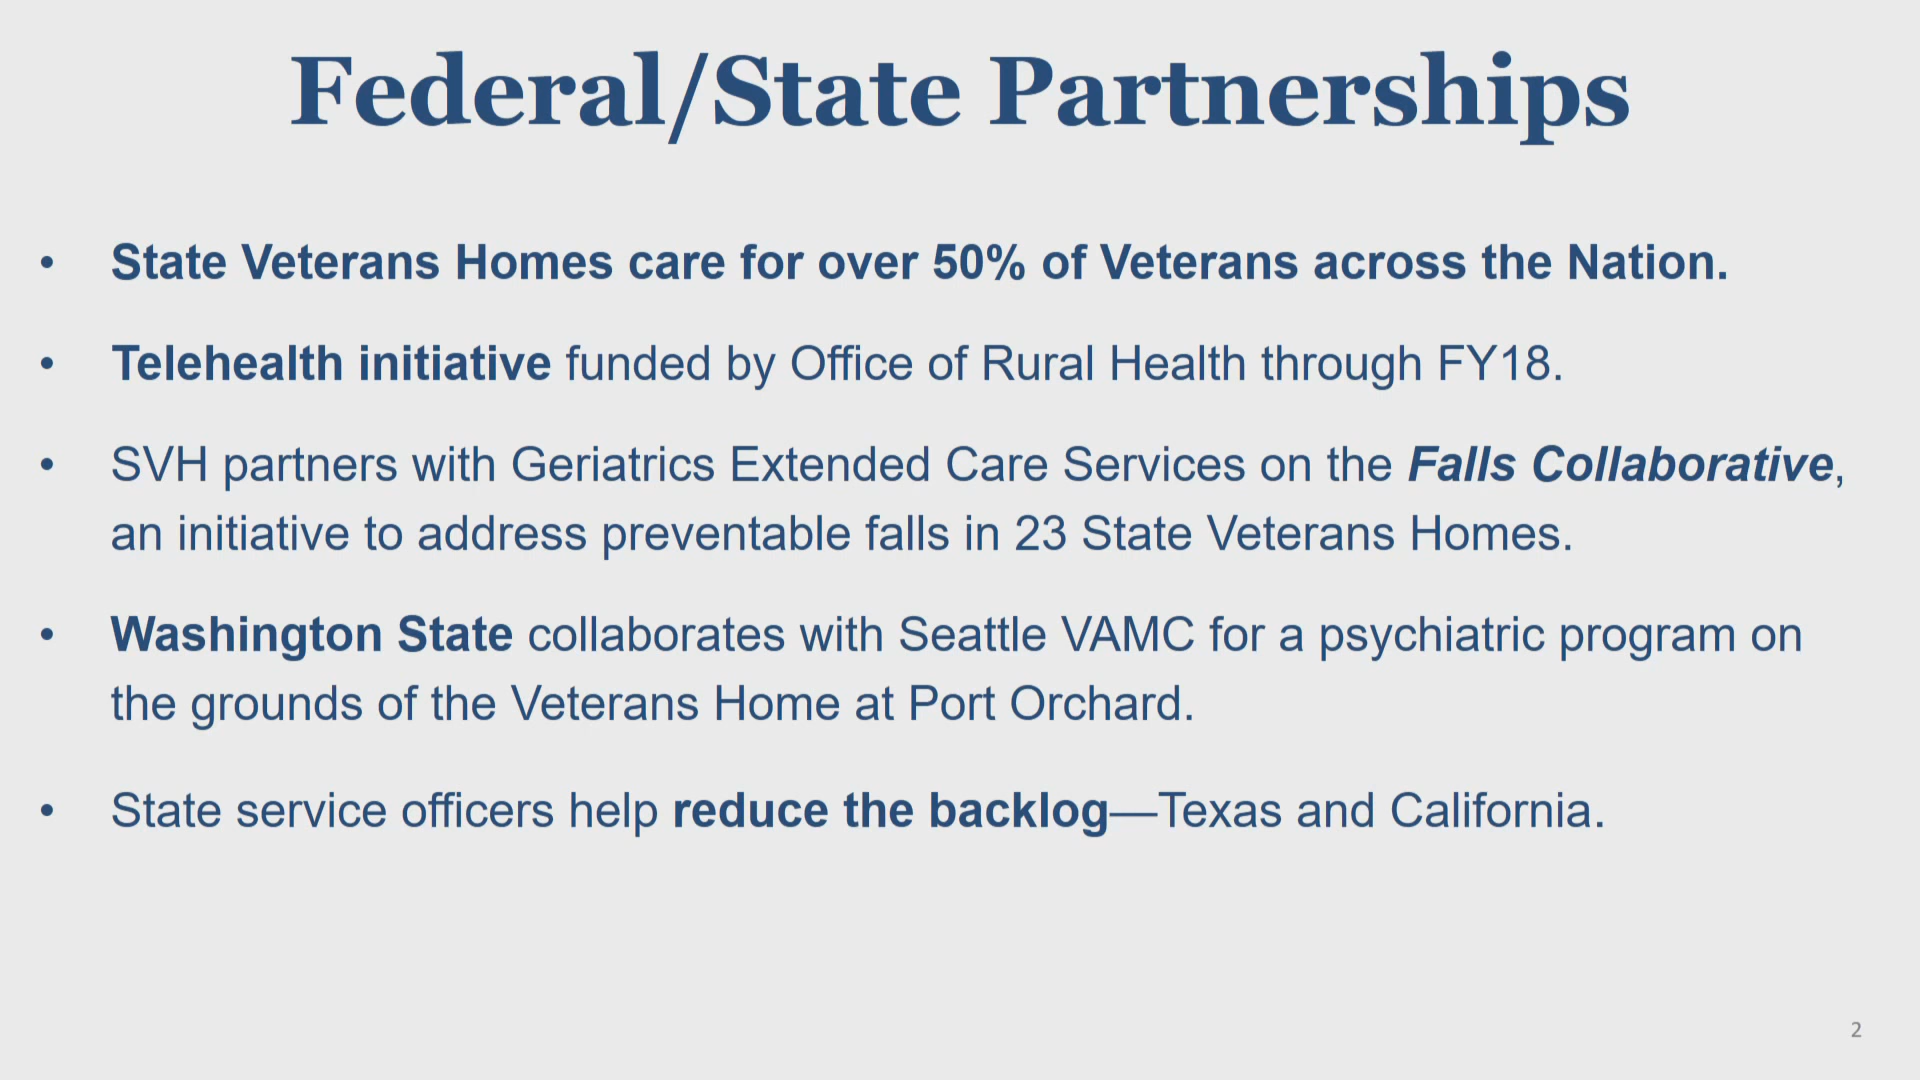 Federal/State Partnerships
• State Veterans Homes care for over 50% of Veterans across the Nation.
• Telehealth initiative funded by Office of Rural Health through FY18.
• SVH partners with Geriatrics Extended Care Services on the Falls Collaborative,
an initiative to address preventable falls in 23 State Veterans Homes.
• Washington State collaborates with Seattle VAMC for a psychiatric program on
the grounds of the Veterans Home at Port Orchard.
• State service officers help reduce the backlog—Texas and California.
2